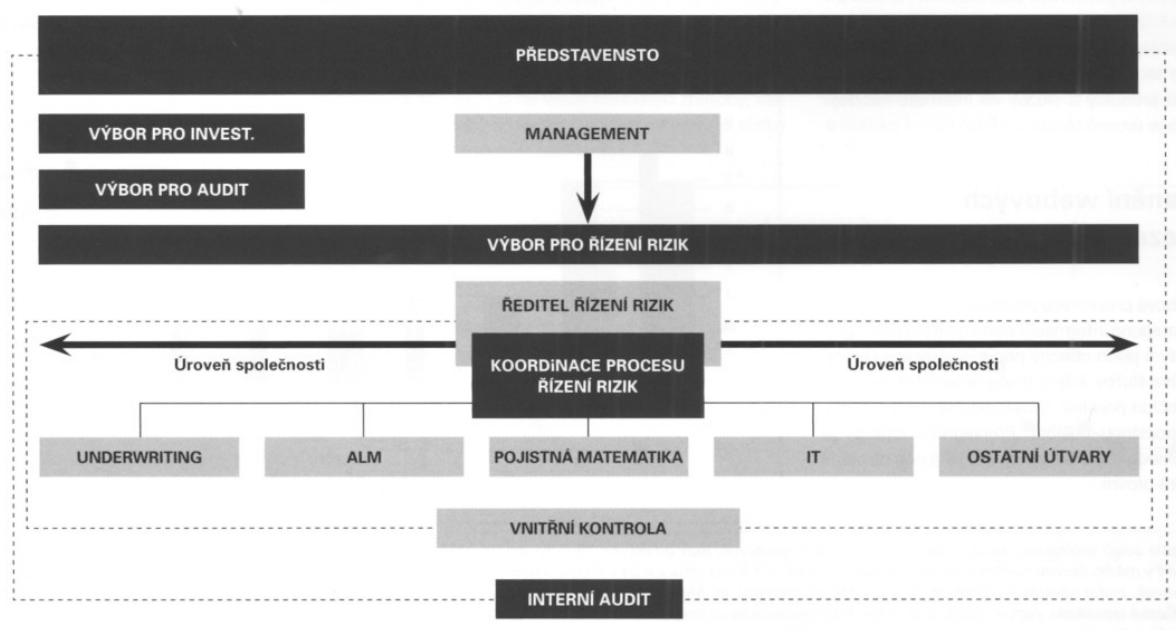 PŘEDSTAVENSTO
VÝBOR PRO INVEST.
MANAGEMENT
VÝBOR PRO AUDIT
VÝBOR PRO ŘÍZENÍ RIZIK
ŘEDITEL ŘÍZENÍ RIZIK
Úroveň společnosti
KOORDiNACE PROCESU
ŘÍZENÍ RIZIK
Úroveň společnosti
UNDERWRITING
ALM
POJISTNÁ MATEMATIKA
IT
OSTATNÍ ÚTVARY
VNITŘNÍ KONTROLA
INTERNÍ AUDIT